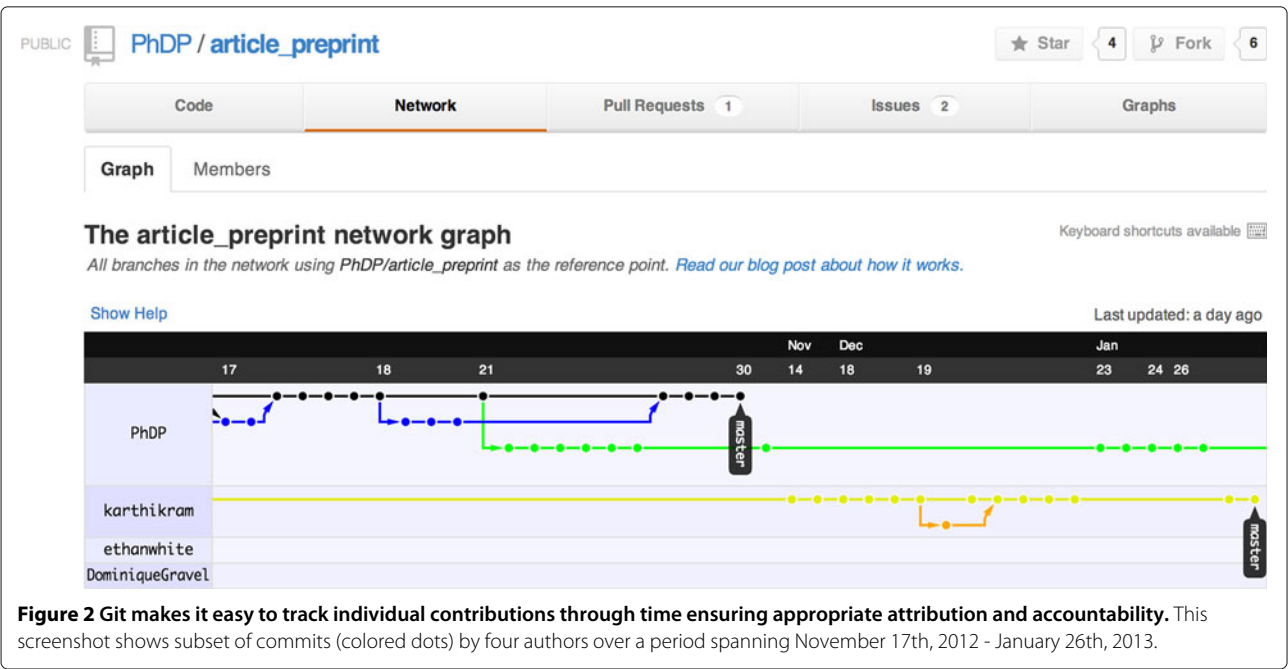 PUBLIC PhDP / article_preprint Star 4 Fork 6
Code Network Pull Requests 1 Issues 2 Graphs
Graph Members
The article_preprint network graph Keyboard shortcuts available
All branches in the network using PhDP/article_preprint as the reference point. Read our blog post about how it works.
Show Help Last updated: a day ago
Nov Dec Jan
17 18 21 30 14 18 19 23 24 26
PhDP
master
karthikram
master
ethanwhite
DominiqueGravel
Figure 2 Git makes it easy to track individual contributions through time ensuring appropriate attribution and accountability. This
screenshot shows subset of commits (colored dots) by four authors over a period spanning November 17th, 2012 - January 26th, 2013.